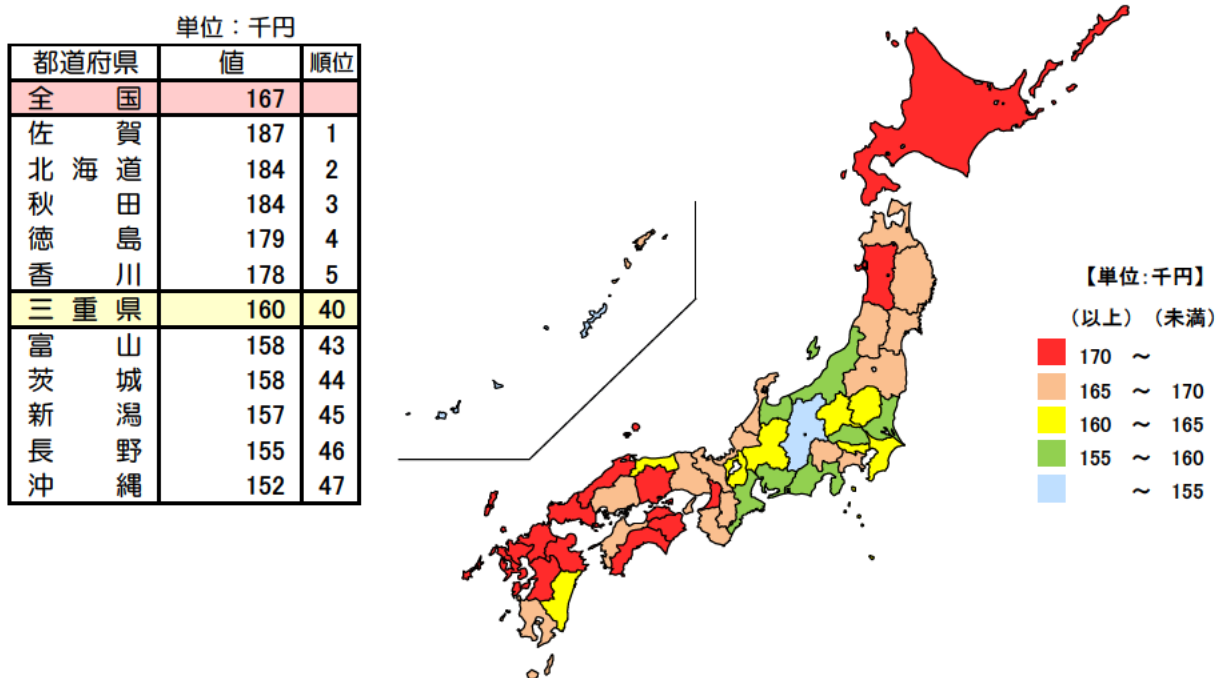 単位：千円
都道府県 値 順位
全国 167
佐賀 187 1
北海道 184 2
秋田 184 3
徳島 179 4
香川 178 5
三重県 160 40
富山 158 43
茨城 158 44
新潟 157 45
長野 155 46
沖縄 152 47
【単位:千円】
（以上）（未満）
170 ～
165 ～ 170
160 ～ 165
155 ～ 160
～ 155